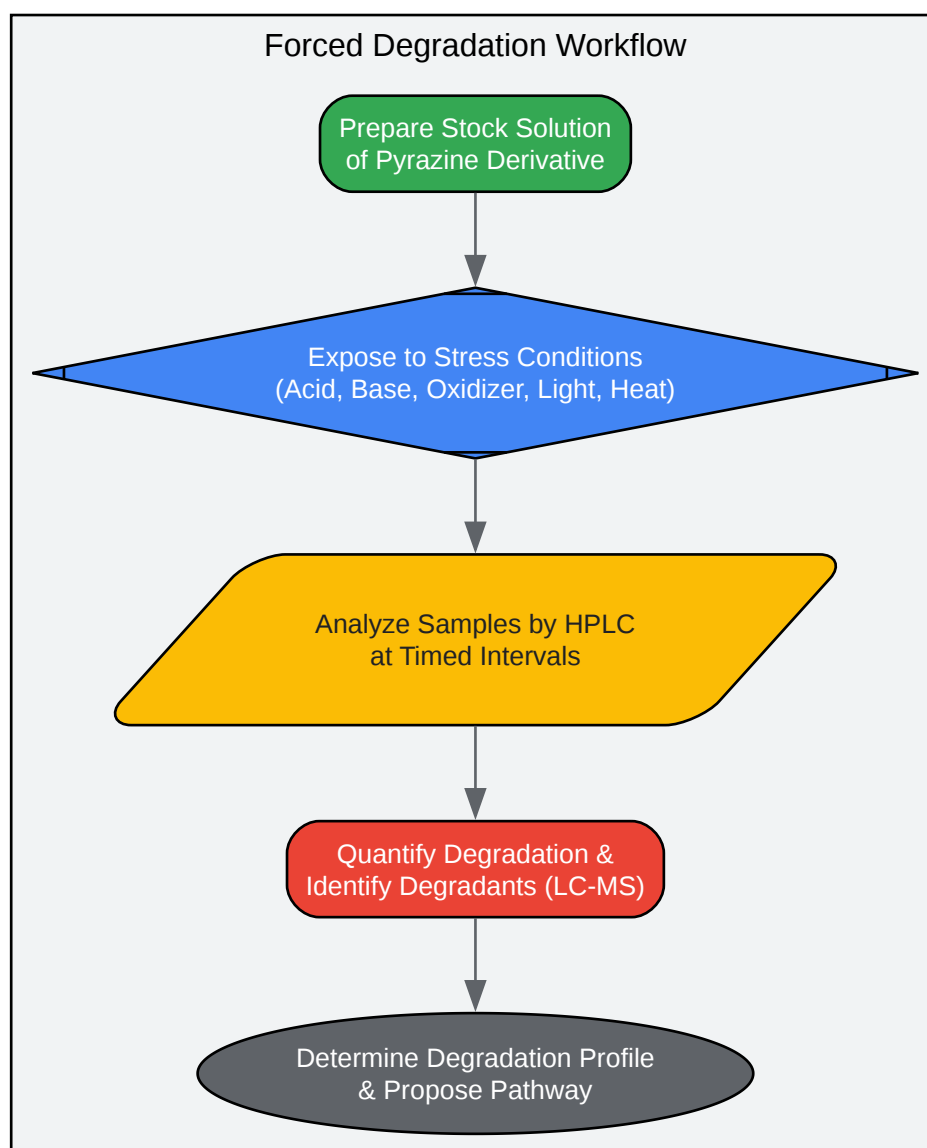 Forced Degradation Workflow
Prepare Stock Solution
of Pyrazine Derivative
Expose to Stress Conditions
(Acid, Base, Oxidizer, Light, Heat)
Analyze Samples by HPLC
at Timed Intervals
Quantify Degradation &
Identify Degradants (LC-MS)
Determine Degradation Profile
& Propose Pathway